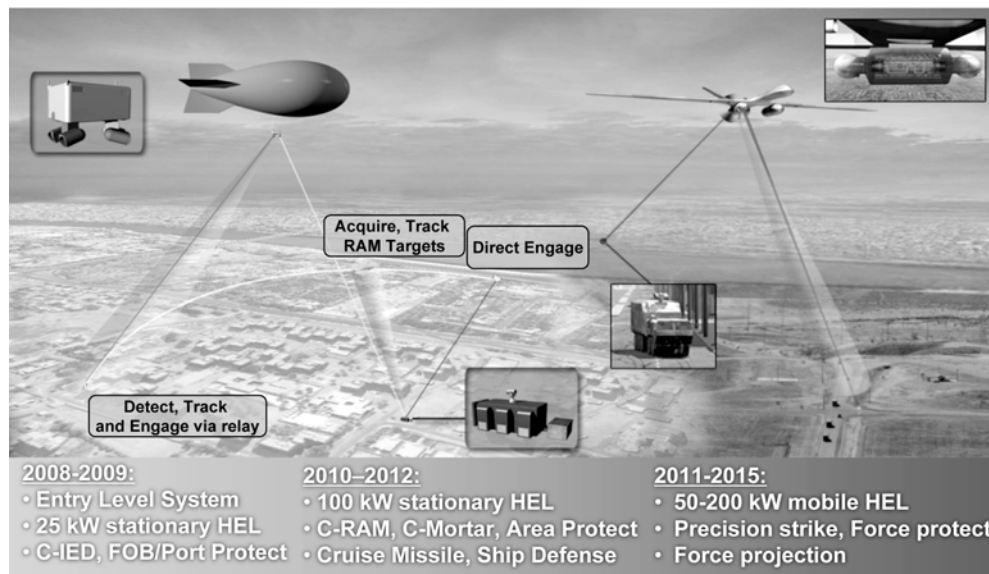 Acquire, Track
RAM Targets
Direct Engage
Detect, Track
and Engage via relay
2008-2009:
• Entry Level System
• 25 kW stationary HEL
• C-IED, FOB/Port Protect
2010–2012:
• 100 kW stationary HEL
• C-RAM, C-Mortar, Area Protect
• Cruise Missile, Ship Defense
2011-2015:
• 50-200 kW mobile HEL
• Precision strike, Force protect
• Force projection